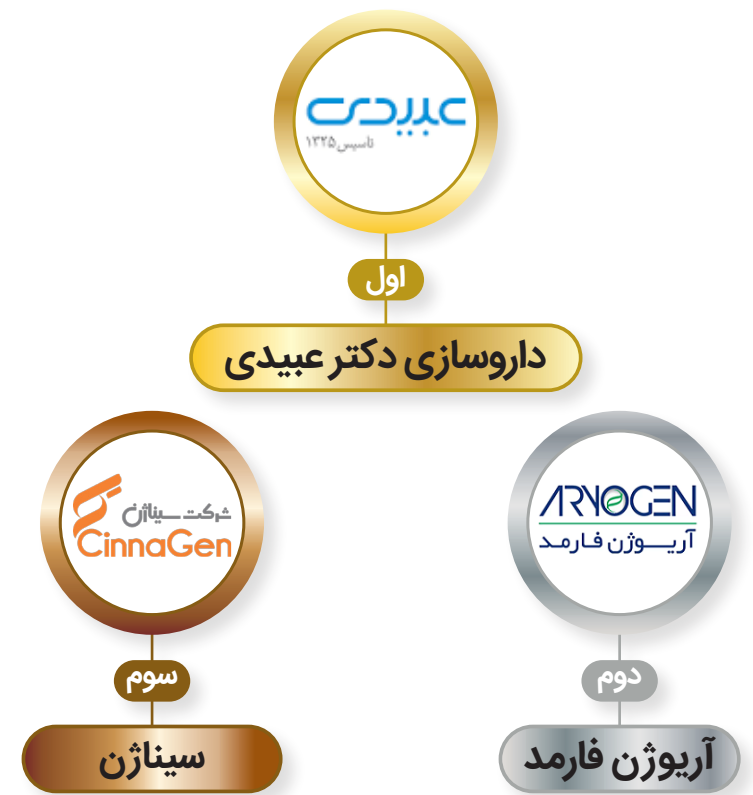 عبیدی
تاسیس ۱۳۲۵
اول
داروسازی دکتر عبیدی
ARYOGEN
آریوژن فارمد
دوم
آریوژن فارمد
شرکت سیناژن
CinnaGen
سوم
سیناژن